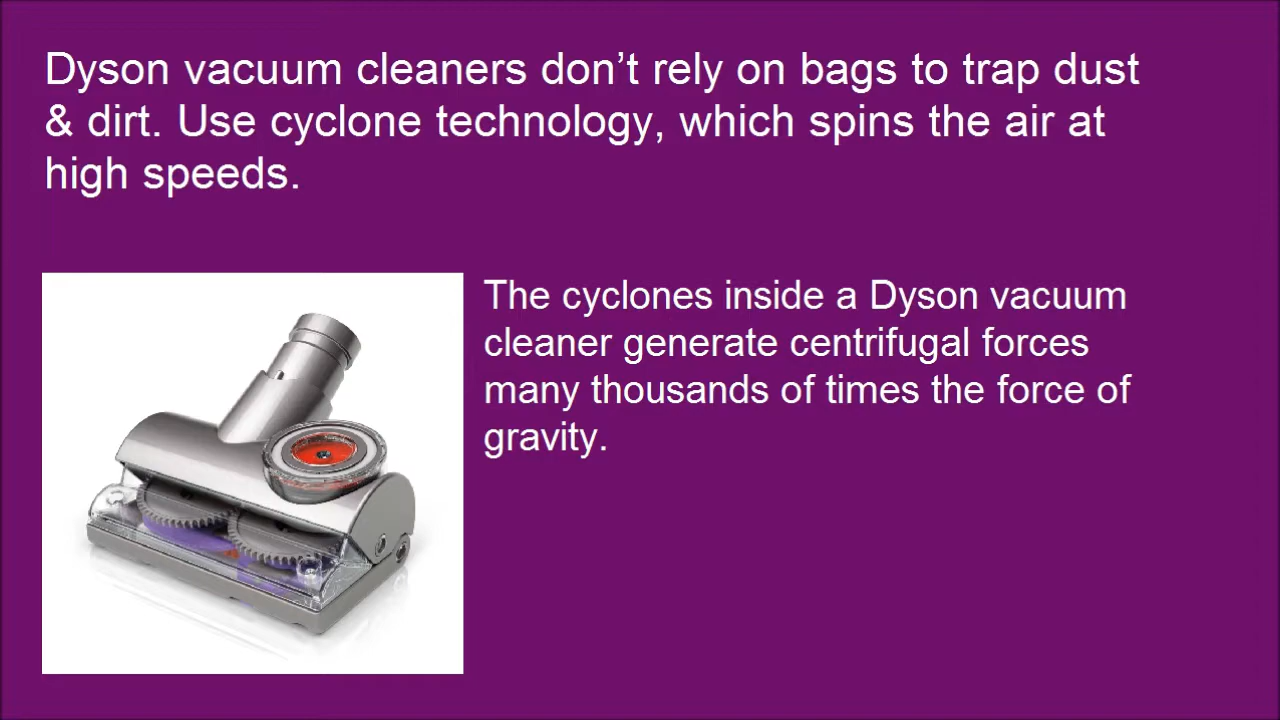 Dyson vacuum cleaners don’t rely on bags to trap dust
& dirt. Use cyclone technology, which spins the air at
high speeds.
The cyclones inside a Dyson vacuum
cleaner generate centrifugal forces
many thousands of times the force of
gravity.